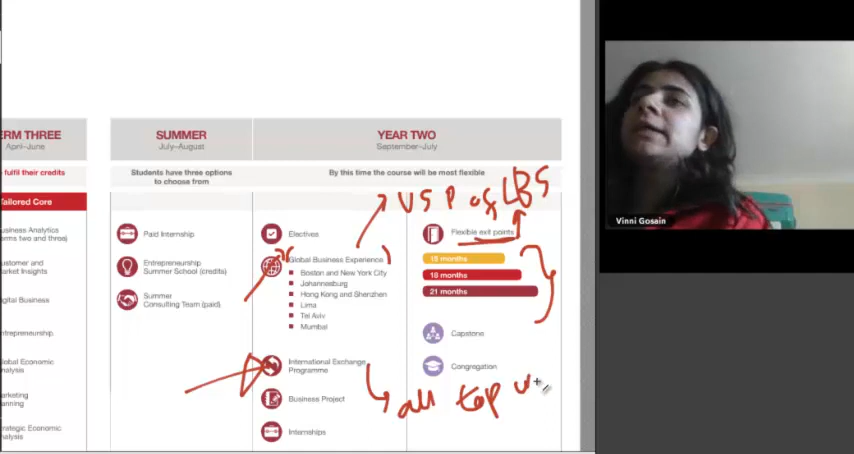 ERM THREE
April–June
fulfil their credits
Tailored Core
usiness Analytics
erms two and three)
ustomer and
arket Insights
igital Business
ntrepreneurship
lobal Economic
nalysis
arketing
anning
trategic Economic
nalysis
SUMMER
July–August
Students have three options
to choose from
Paid Internship
Entrepreneurship
Summer School (credits)
Summer
Consulting Team (paid)
YEAR TWO
September-July
By this time the course will be most flexible
USP of LBS
Electives
Global Business Experience
Boston and New York City
Johannesburg
Hong Kong and Shenzhen
Lima
Tel Aviv
Mumbai
International Exchange
Programme
Business Project
Internships
Flexible exit points
15 months
18 months
21 months
Capstone
Congregation
all top
Vinni Gosain